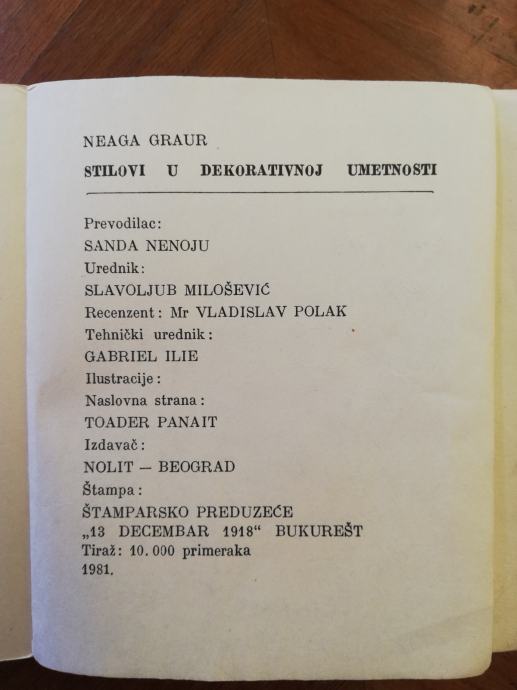 NEAGA GRAUR
STILOVI U DEKORATIVNOJ UMETNOSTI
Prevodilac:
SANDA NENOJU
Urednik:
SLAVOLJUB MILOŠEVIĆ
Recenzent: Mr VLADISLAV POLAK
Tehnički urednik:
GABRIEL ILIE
Ilustracije:
Naslovna strana:
TOADER PANAIT
Izdavač:
NOLIT — BEOGRAD
Štampa:
ŠTAMPARSKO PREDUZEĆE
„13 DECEMBAR 1918“ BUKUREŠT
Tiraž: 10.000 primeraka
1981.